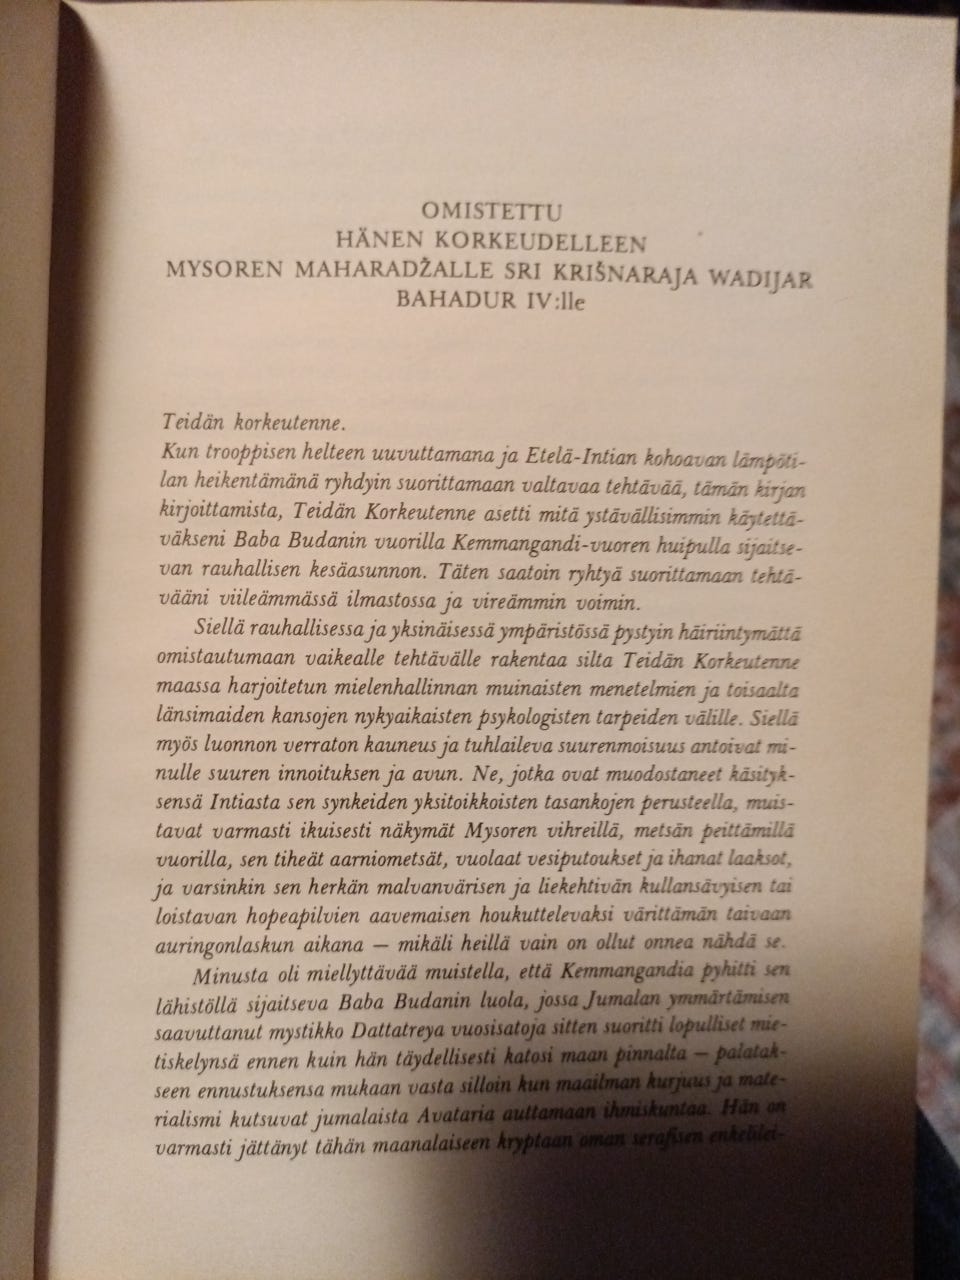 OMISTETTU
HÄNEN KORKEUDELLEEN
MYSOREN MAHARADŽALLE SRI KRIŠNARAJA WADIJAR
BAHADUR IV:lle
Teidän korkeutenne.
Kun trooppisen helteen uuvuttamana ja Etelä-Intian kohoavan lämpöti-
lan heikentämänä ryhdyin suorittamaan valtavaa tehtävää, tämän kirjan
kirjoittamista, Teidän Korkeutenne asetti mitä ystävällisimmin käytettä-
väkseni Baba Budanin vuorilla Kemmangandi-vuoren huipulla sijaitse-
van rauhallisen kesäasunnon. Täten saatoin ryhtyä suorittamaan tehtä-
vääni viileämmässä ilmastossa ja vireämmin voimin.
Siellä rauhallisessa ja yksinäisessä ympäristössä pystyin häiriintymättä
omistautumaan vaikealle tehtävälle rakentaa silta Teidän Korkeutenne
maassa harjoitetun mielenhallinnan muinaisten menetelmien ja toisaalta
länsimaiden kansojen nykyaikaisten psykologisten tarpeiden välille. Siellä
myös luonnon verraton kauneus ja tuhlaileva suurenmoisuus antoivat mi-
nulle suuren innoituksen ja avun. Ne, jotka ovat muodostaneet käsityk-
sensä Intiasta sen synkeiden yksitoikkoisten tasankojen perusteella, muis-
tavat varmasti ikuisesti näkymät Mysoren vihreillä, metsän peittämillä
vuorilla, sen tiheät aarniometsät, vuolaat vesiputoukset ja ihanat laaksot,
ja varsinkin sen herkän malvanvärisen ja liekehtivän kullansävyisen tai
loistavan hopeapilvien aavemaisen houkuttelevaksi värittämän taivaan
auringonlaskun aikana — mikäli heillä vain on ollut onnea nähdä se.
Minusta oli miellyttävää muistella, että Kemmangandia pyhitti sen
lähistöllä sijaitseva Baba Budanin luola, jossa Jumalan ymmärtämisen
saavuttanut mystikko Dattatreya vuosisatoja sitten suoritti lopulliset mie-
tiskelynsä ennen kuin hän täydellisesti katosi maan pinnalta — palatak-
seen ennustuksensa mukaan vasta silloin kun maailman kurjuus ja mate-
rialismi kutsuvat jumalaista Avataria auttamaan ihmiskuntaa. Hän on
varmasti jättänyt tähän maanalaiseen kryptaan oman serafisen enkelilei-